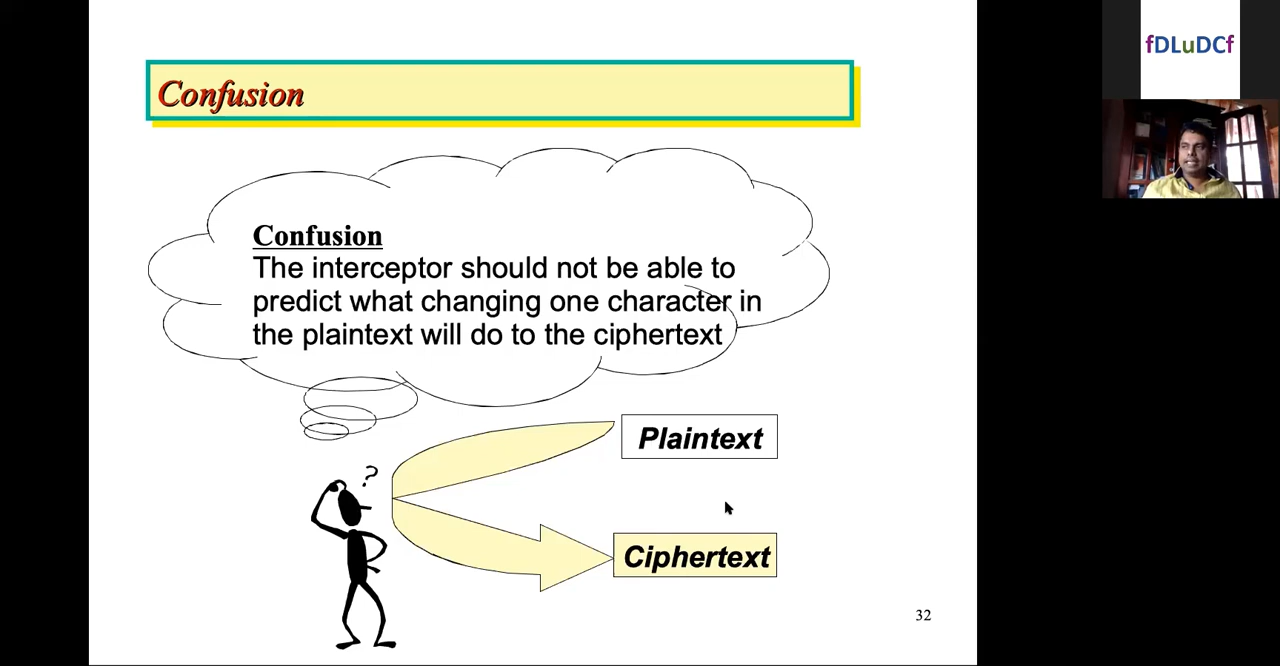 fDLuDCf
Confusion
Confusion
The interceptor should not be able to
predict what changing one character in
the plaintext will do to the ciphertext
?
Plaintext
Ciphertext
32